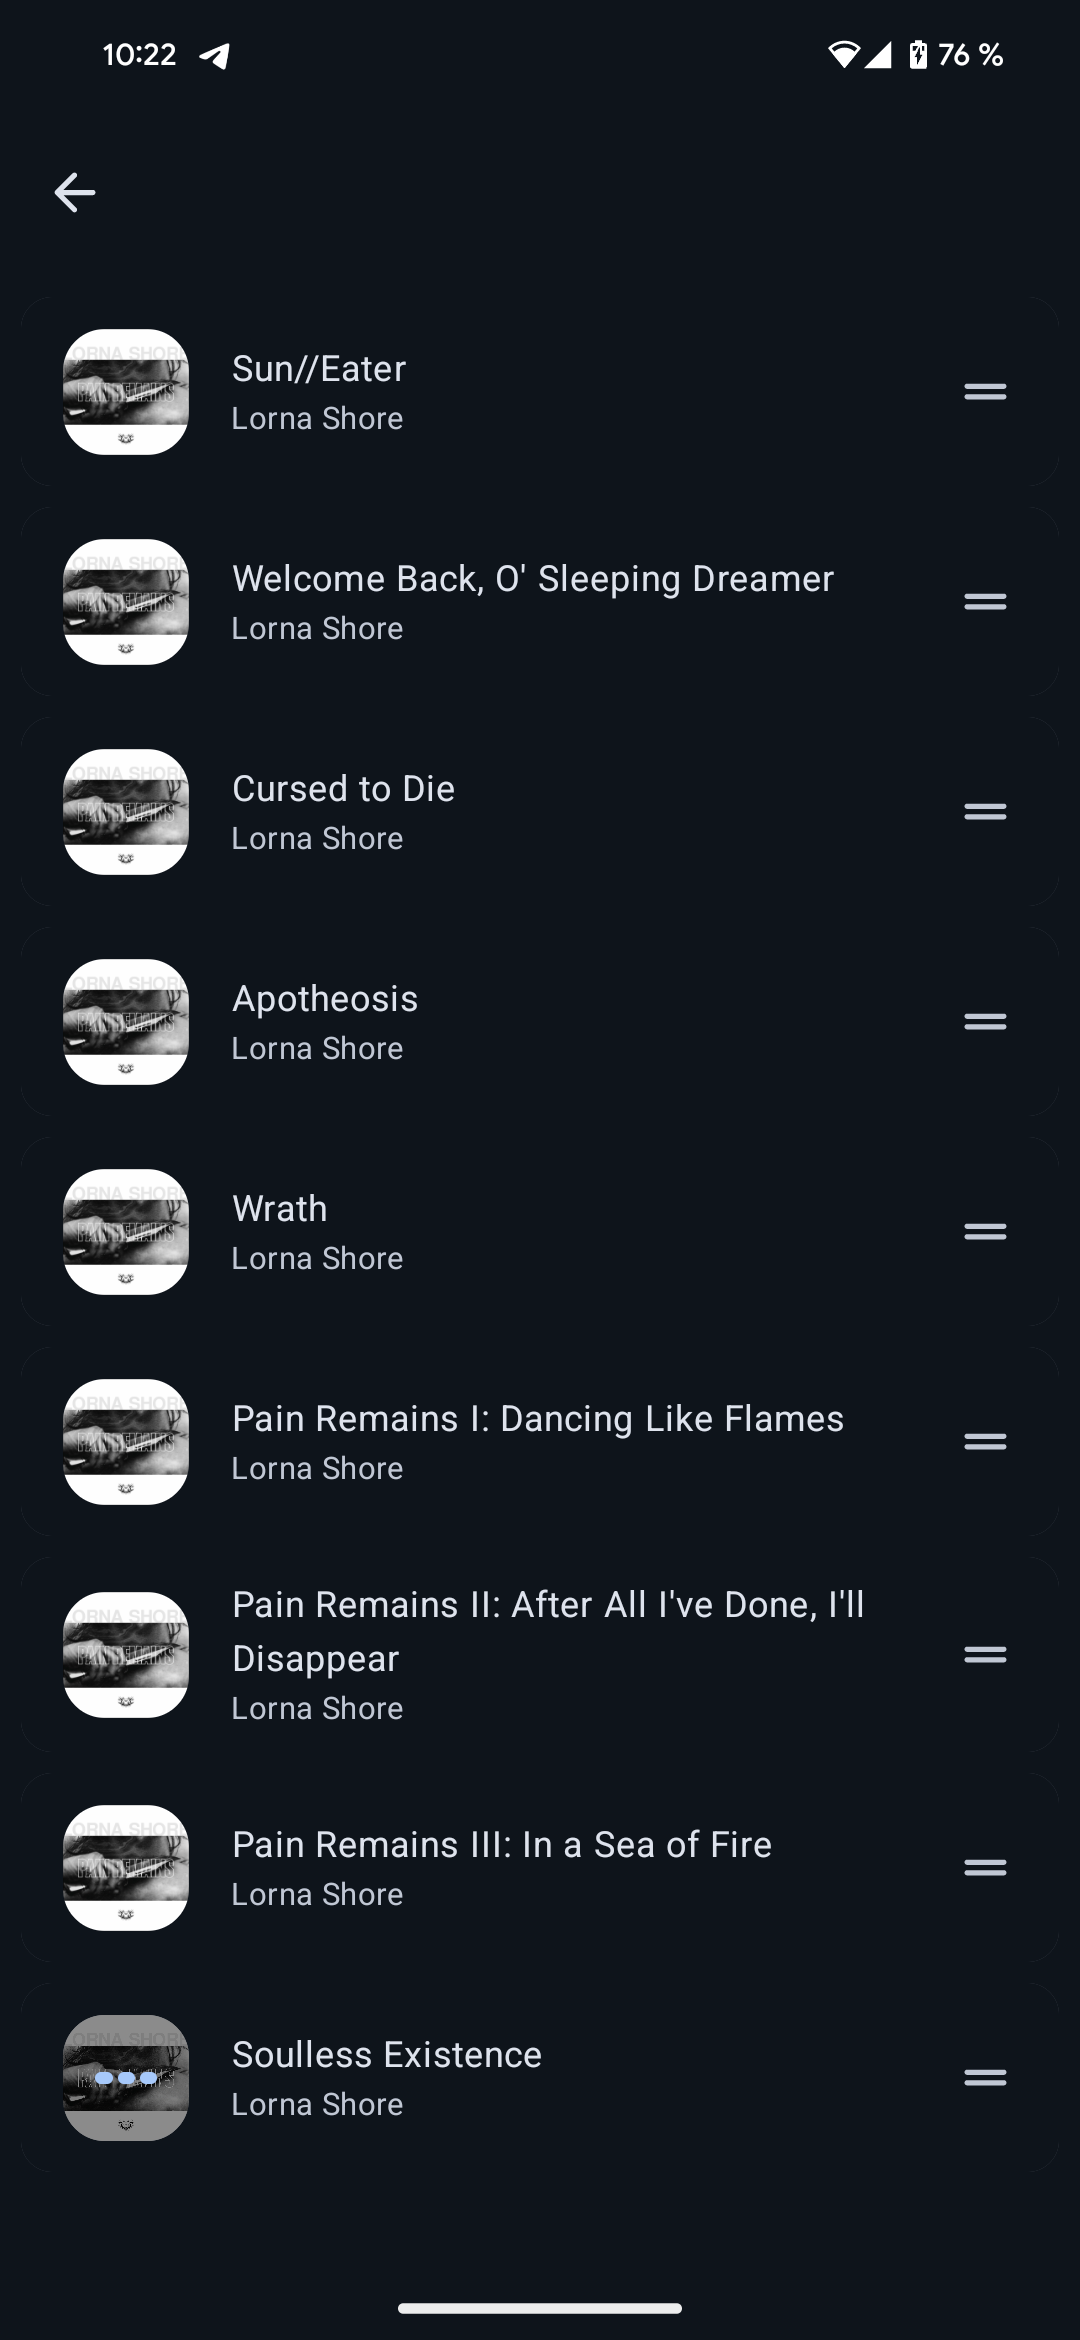 10:22
76 %
Sun//Eater
Lorna Shore
Welcome Back, O' Sleeping Dreamer
Lorna Shore
Cursed to Die
Lorna Shore
Apotheosis
Lorna Shore
Wrath
Lorna Shore
Pain Remains I: Dancing Like Flames
Lorna Shore
Pain Remains II: After All I've Done, I'll
Disappear
Lorna Shore
Pain Remains III: In a Sea of Fire
Lorna Shore
Soulless Existence
Lorna Shore